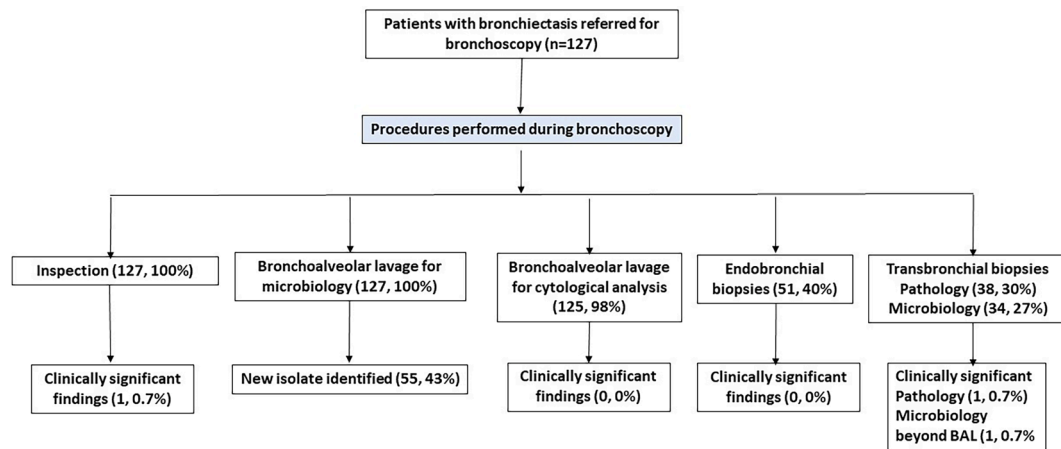 Patients with bronchiectasis referred for
bronchoscopy (n=127)
Procedures performed during bronchoscopy
Inspection (127, 100%)
Bronchoalveolar lavage for
microbiology (127, 100%)
Bronchoalveolar lavage
for cytological analysis
(125, 98%)
Endobronchial
biopsies (51, 40%)
Transbronchial biopsies
Pathology (38, 30%)
Microbiology (34, 27%)
Clinically significant
findings (1, 0.7%)
New isolate identified (55, 43%)
Clinically significant
findings (0, 0%)
Clinically significant
findings (0, 0%)
Clinically significant
Pathology (1, 0.7%)
Microbiology
beyond BAL (1, 0.7%